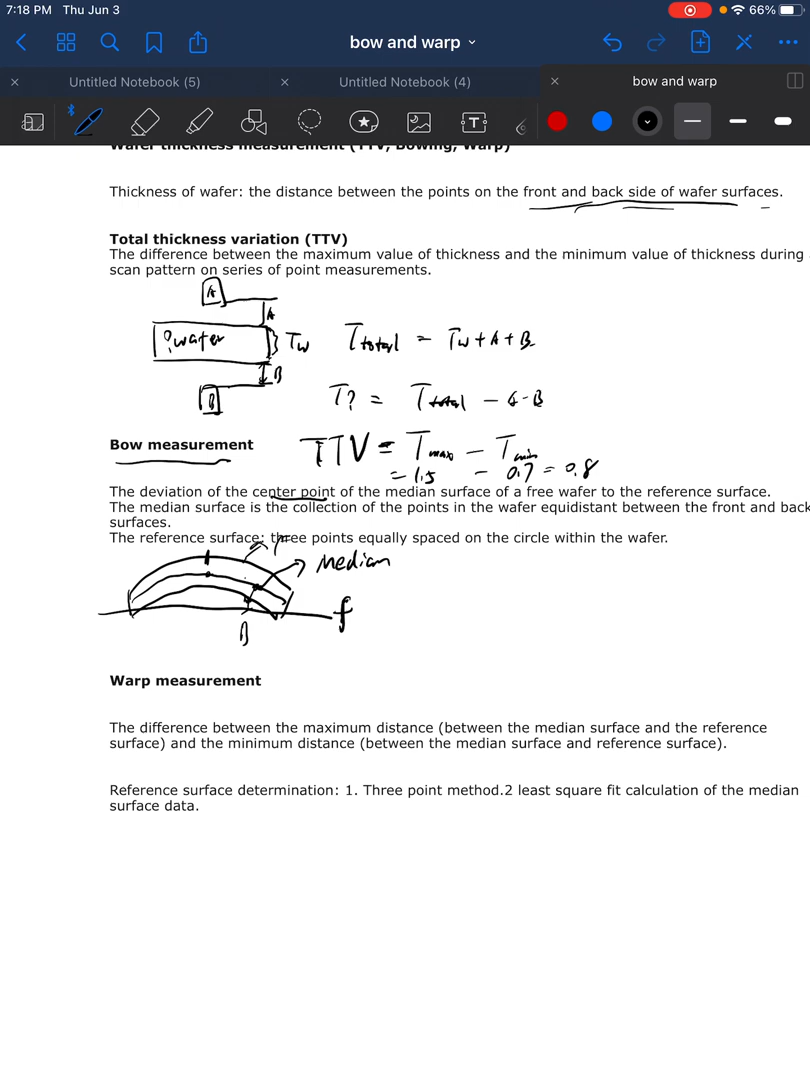 7:18 PM Thu Jun 3
66%
bow and warp
Untitled Notebook (5)
Untitled Notebook (4)
bow and warp
T
Wafer thickness measurement (TTV, Bowing, Warp)
Thickness of wafer: the distance between the points on the front and back side of wafer surfaces.
Total thickness variation (TTV)
The difference between the maximum value of thickness and the minimum value of thickness during
scan pattern on series of point measurements.
A
A
? wafer
Tw
Ttotal = Tw + A + B
B
B
T? = Ttotal - A - B
Bow measurement
TTV = Tmax - Tmin
= 1.5 - 0.7 = 0.8
The deviation of the center point of the median surface of a free wafer to the reference surface.
The median surface is the collection of the points in the wafer equidistant between the front and back
surfaces.
The reference surface: three points equally spaced on the circle within the wafer.
Median
f
B
Warp measurement
The difference between the maximum distance (between the median surface and the reference
surface) and the minimum distance (between the median surface and reference surface).
Reference surface determination: 1. Three point method.2 least square fit calculation of the median
surface data.